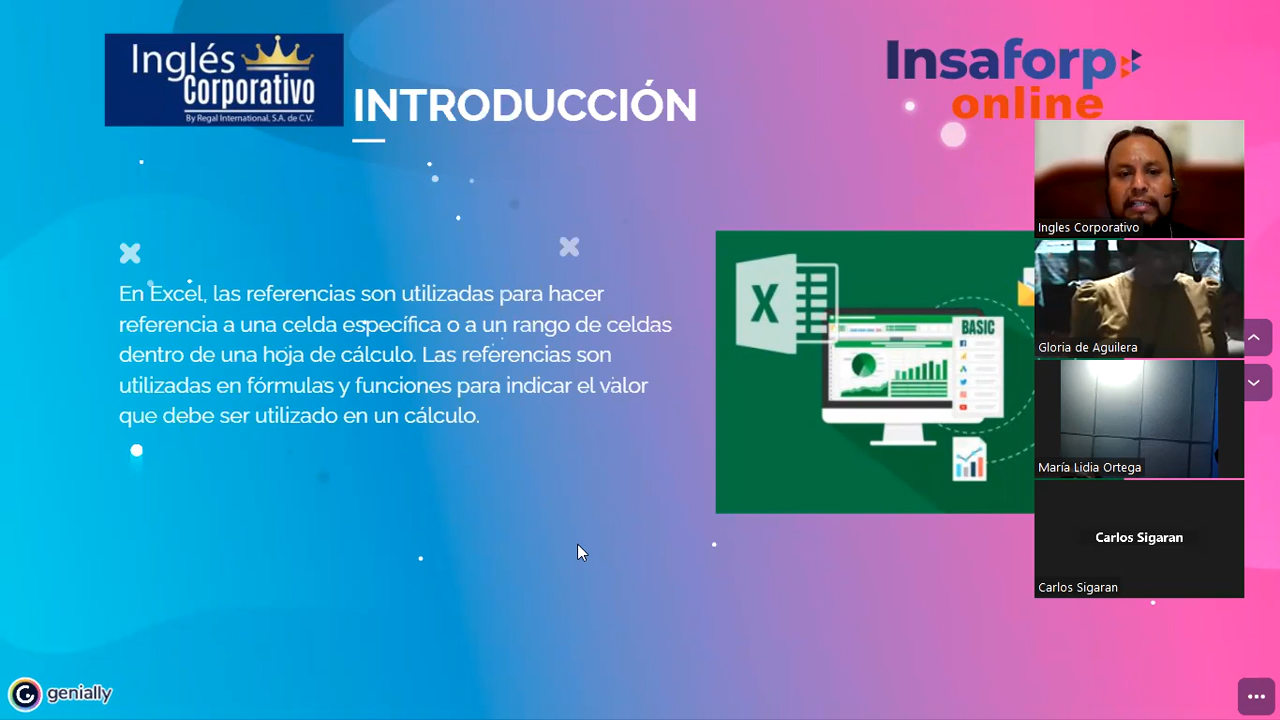 Inglés
Corporativo
By Regal International, S.A. de C.V.
INTRODUCCIÓN
Insaforp
online
En Excel, las referencias son utilizadas para hacer
referencia a una celda específica o a un rango de celdas
dentro de una hoja de cálculo. Las referencias son
utilizadas en fórmulas y funciones para indicar el valor
que debe ser utilizado en un cálculo.
X
BASIC
Ingles Corporativo
Gloria de Aguilera
María Lidia Ortega
Carlos Sigaran
Carlos Sigaran
genially